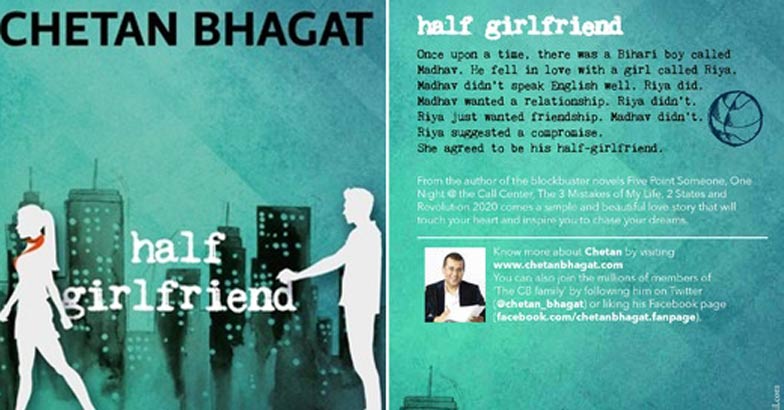 CHETAN BHAGAT
half
girlfriend
half girlfriend
Once upon a time, there was a Bihari boy called
Madhav. He fell in love with a girl called Riya.
Madhav didn't speak English well. Riya did.
Madhav wanted a relationship. Riya didn't.
Riya just wanted friendship. Madhav didn't.
Riya suggested a compromise.
She agreed to be his half-girlfriend.
From the author of the blockbuster novels Five Point Someone, One
Night @ the Call Center, The 3 Mistakes of My Life, 2 States and
Revolution 2020 comes a simple and beautiful love story that will
touch your heart and inspire you to chase your dreams.
Know more about Chetan by visiting
www.chetanbhagat.com
You can also join the millions of members of
'The CB family' by following him on Twitter
(@chetan_bhagat) or liking his Facebook page
(facebook.com/chetanbhagat.fanpage).